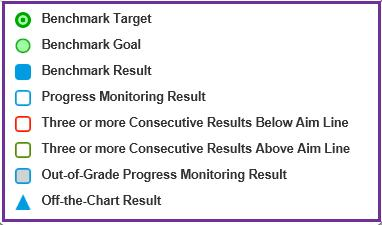 Benchmark Target
Benchmark Goal
Benchmark Result
Progress Monitoring Result
Three or more Consecutive Results Below Aim Line
Three or more Consecutive Results Above Aim Line
Out-of-Grade Progress Monitoring Result
Off-the-Chart Result